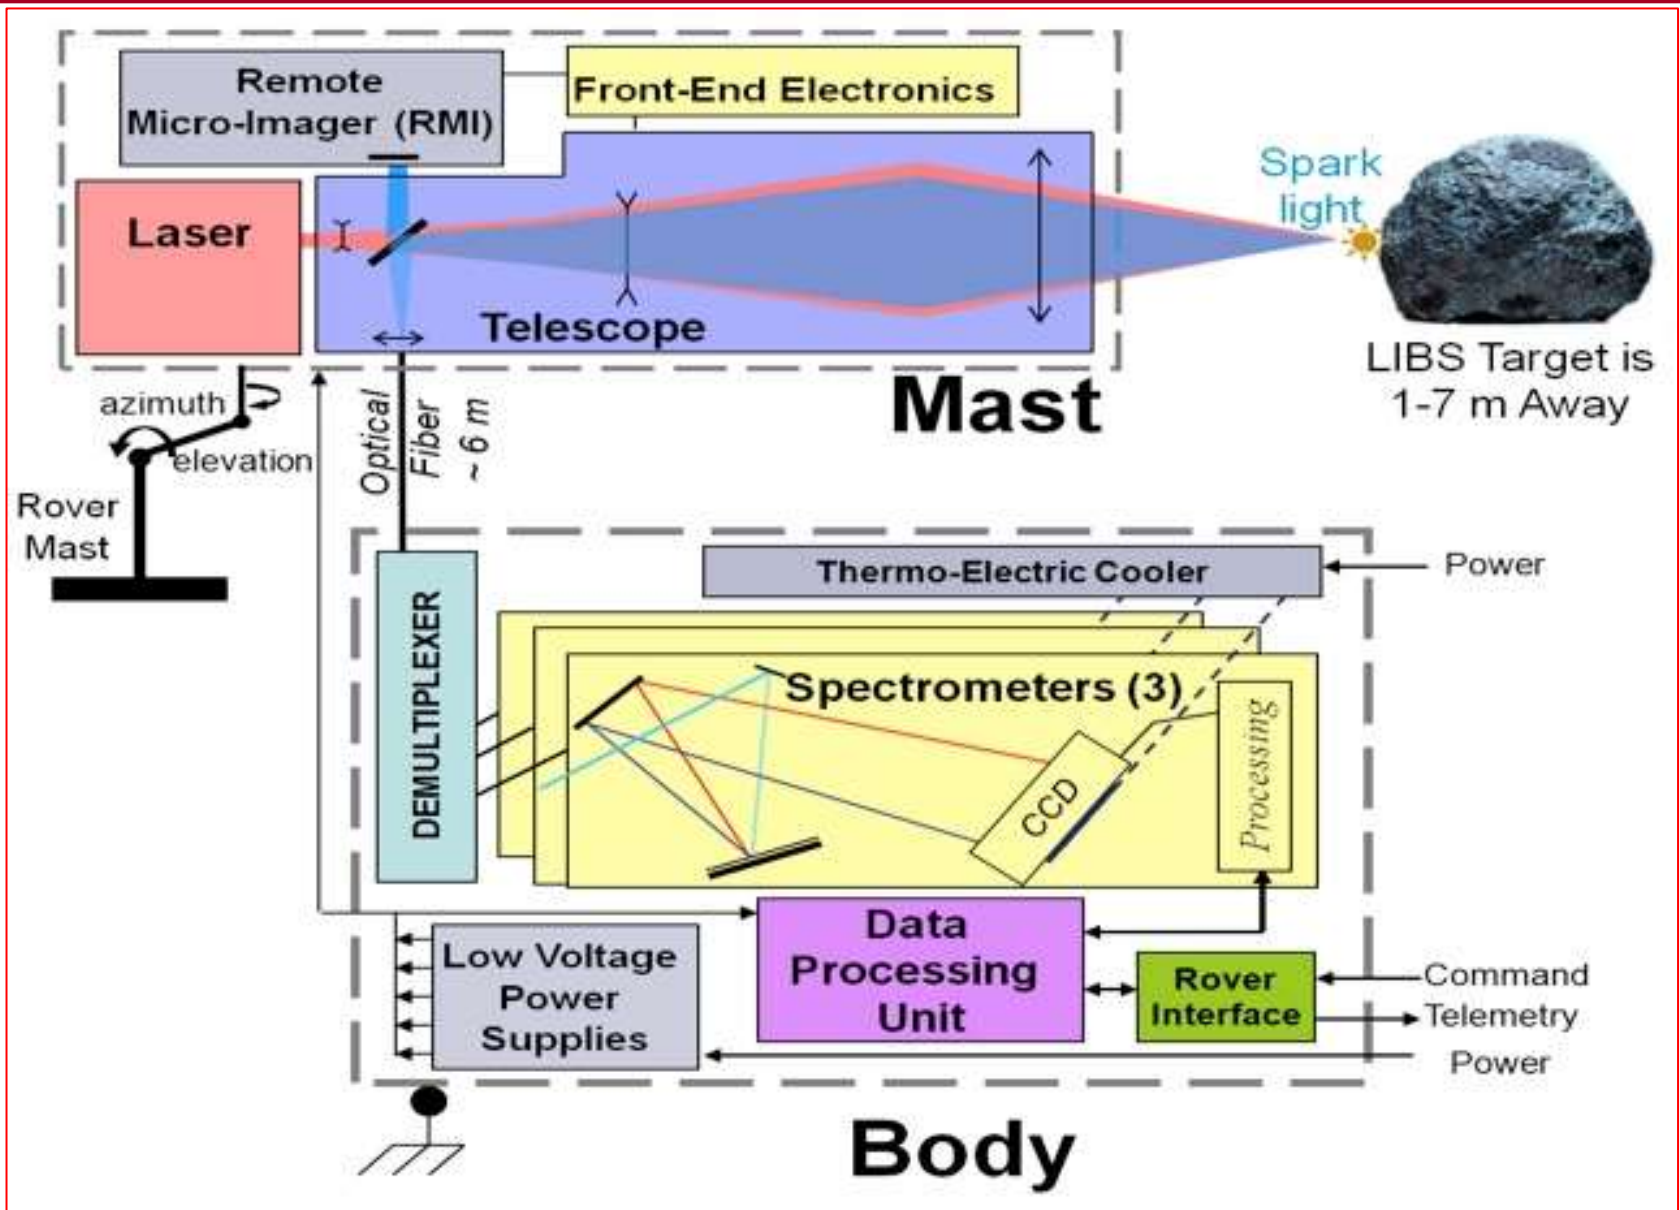 Remote
Micro-Imager (RMI)
Front-End Electronics
Laser
Telescope
Spark
light
LIBS Target is
1-7 m Away
Mast
azimuth
elevation
Rover
Mast
Optical
Fiber
~ 6 m
Thermo-Electric Cooler
Power
DEMULTIPLEXER
Spectrometers (3)
CCD
Processing
Data
Processing
Unit
Low Voltage
Power
Supplies
Rover
Interface
Command
Telemetry
Power
Body